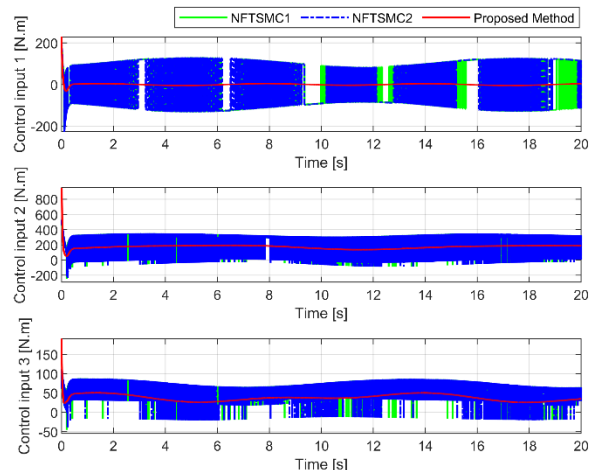 NFTSMC1 NFTSMC2 Proposed Method
Control input 1 [N.m]
200
0
-200
0 2 4 6 8 10 12 14 16 18 20
Time [s]
Control input 2 [N.m]
800
600
400
200
0
-200
0 2 4 6 8 10 12 14 16 18 20
Time [s]
Control input 3 [N.m]
150
100
50
0
-50
0 2 4 6 8 10 12 14 16 18 20
Time [s]